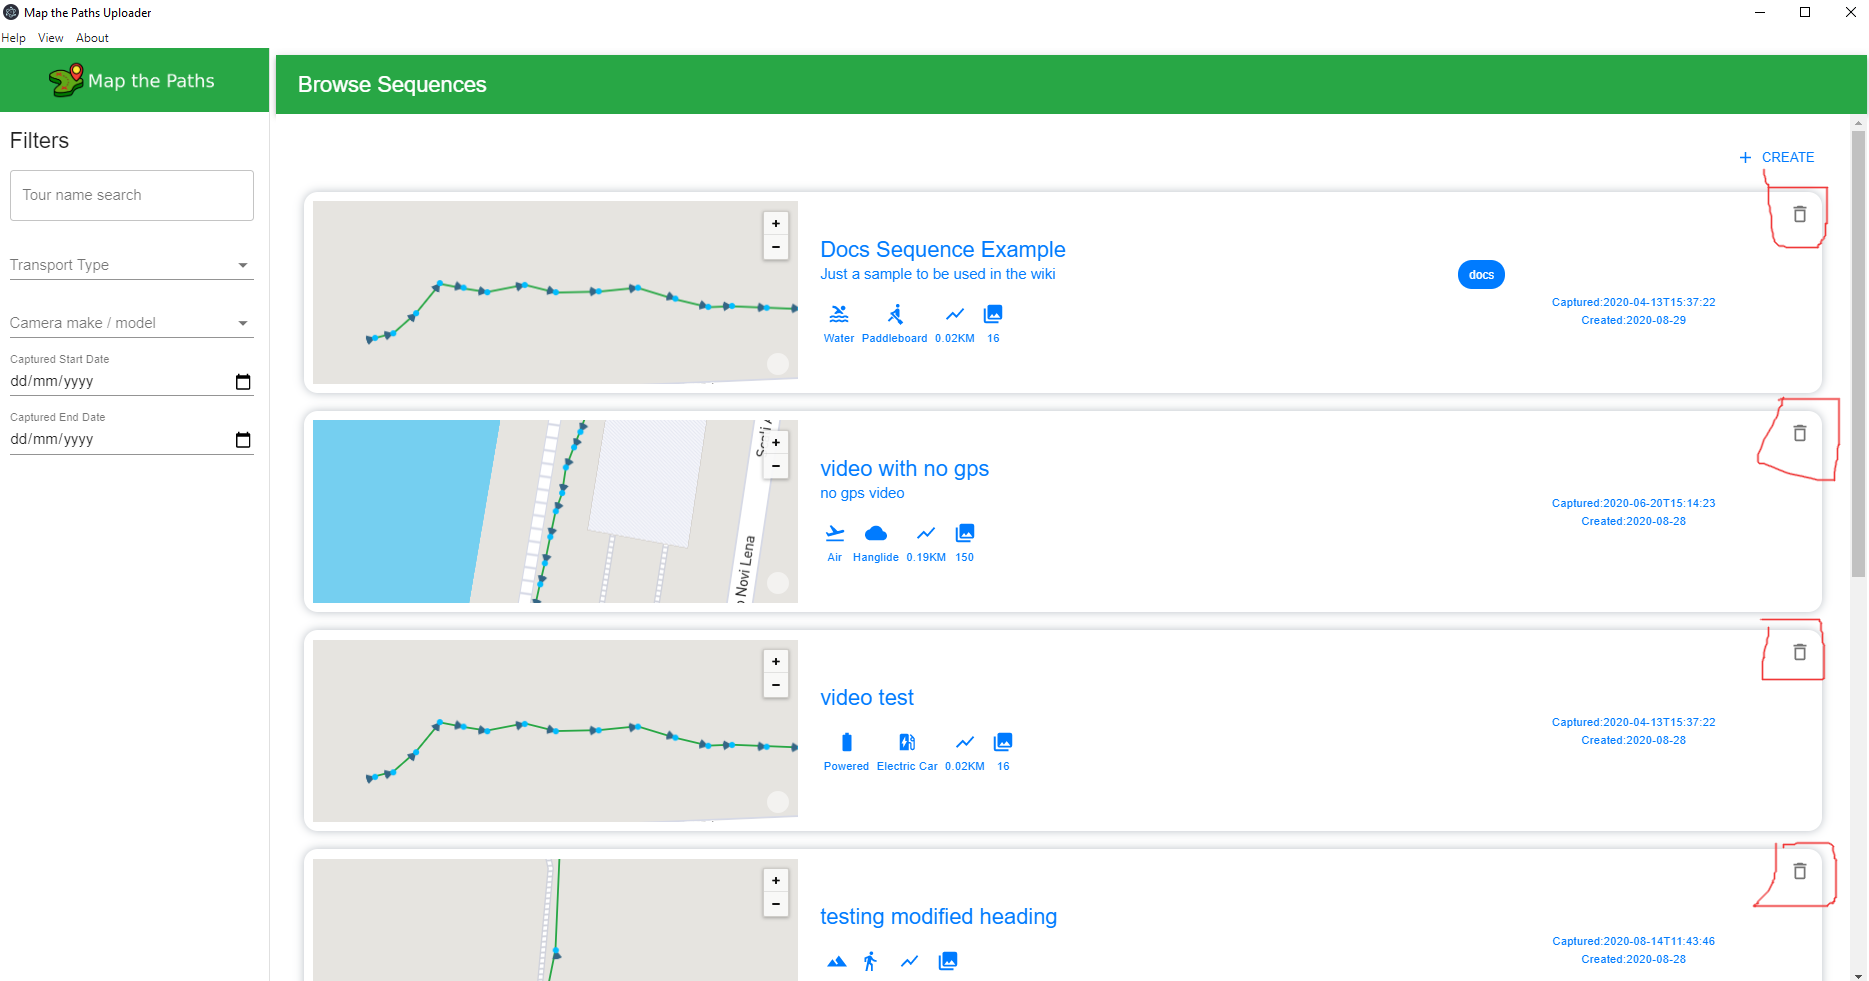 Map the Paths Uploader
Help View About
Map the Paths
Browse Sequences
Filters
Tour name search
Transport Type
Camera make / model
Captured Start Date
dd/mm/yyyy
Captured End Date
dd/mm/yyyy
+ CREATE
+
−
Docs Sequence Example
Just a sample to be used in the wiki
Water Paddleboard 0.02KM 16
docs
Captured:2020-04-13T15:37:22
Created:2020-08-29
+
−
Novi Lena
video with no gps
no gps video
Air Hanglide 0.19KM 150
Captured:2020-06-20T15:14:23
Created:2020-08-28
+
−
video test
Powered Electric Car 0.02KM 16
Captured:2020-04-13T15:37:22
Created:2020-08-28
+
−
testing modified heading
Captured:2020-08-14T11:43:46
Created:2020-08-28